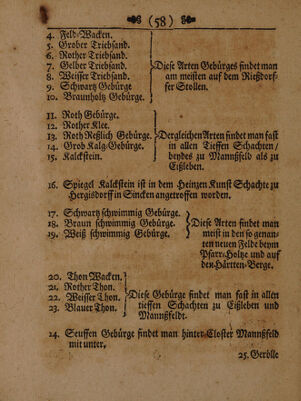 (58)
4. Feld-Wacken.
5. Grober Triebsand.
6. Rother Triebsand.
7. Gelber Triebsand.
8. Weisser Triebsand.
9. Schwartz Gebürge
10. Braunholtz Gebürge.
Diese Arten Gebürges findet man
am meisten auf dem Rießdorf-
fer Stollen.
11. Roth Gebürge.
12. Rother Klee.
13. Roth Reßlich Gebürge.
14. Grob Kalg-Gebürge.
15. Kalckstein.
Dergleichen Arten findet man fast
in allen Tieffen Schachten/
beydes zu Mannßfeld als zu
Eißleben.
16. Spiegel Kalckstein ist in dem Heinzen Kunst Schachte zu
Hergisdorff in Sincken angetroffen worden.
17. Schwartz schwimmig Gebürge.
18. Braun schwimmig Gebürge.
19. Weiß schwimmig Gebürge.
Diese Arten findet man
meist in den so genan-
ten neuen Felde beym
Pfarr-Holtze und auf
den Härtten-Berge.
20. Thon Wacken.
21. Rother Thon.
22. Weisser Thon.
23. Blauer Thon.
Diese Gebürge findet man fast in allen
tieffen Schachten zu Eißleben und
Mannßfeldt.
24. Seuffen Gebürge findet man hinter Closter Mannßfeld
mit unter,
25. Gerölle